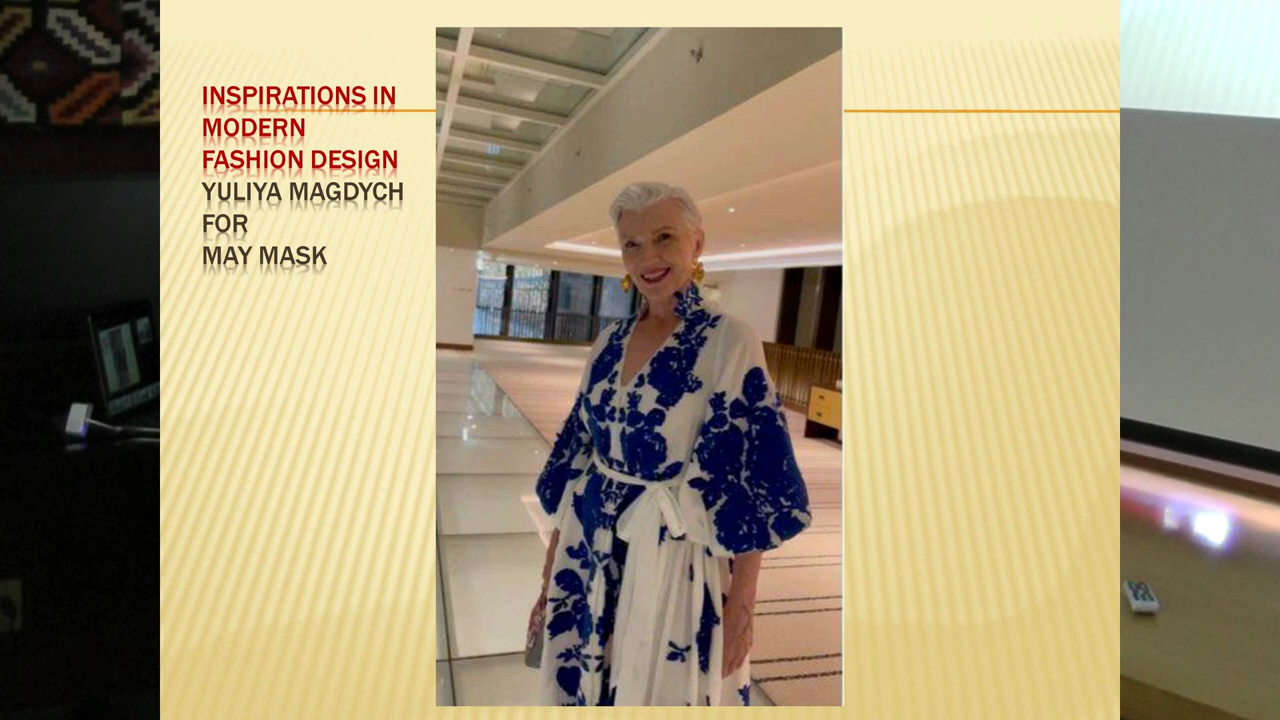 INSPIRATIONS IN
MODERN
FASHION DESIGN
YULIYA MAGDYCH
FOR
MAY MASK